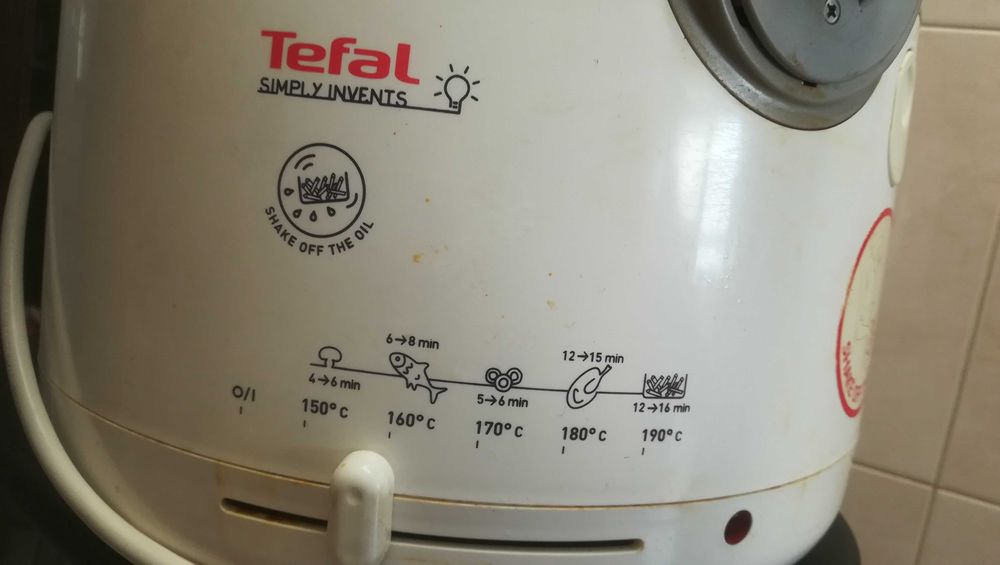 Tefal
SIMPLY INVENTS
SHAKE OFF THE OIL
6→8 min
12→15 min
4→6 min
5→6 min
12→16 min
O/I
150°C
160°C
170°C
180°C
190°C